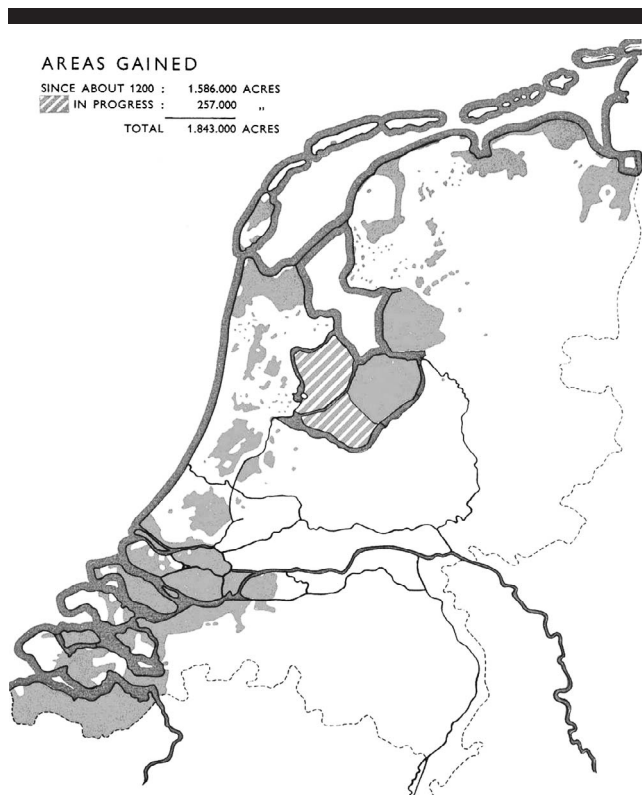 AREAS GAINED
SINCE ABOUT 1200 : 1.586.000 ACRES
IN PROGRESS : 257.000 „
TOTAL 1.843.000 ACRES